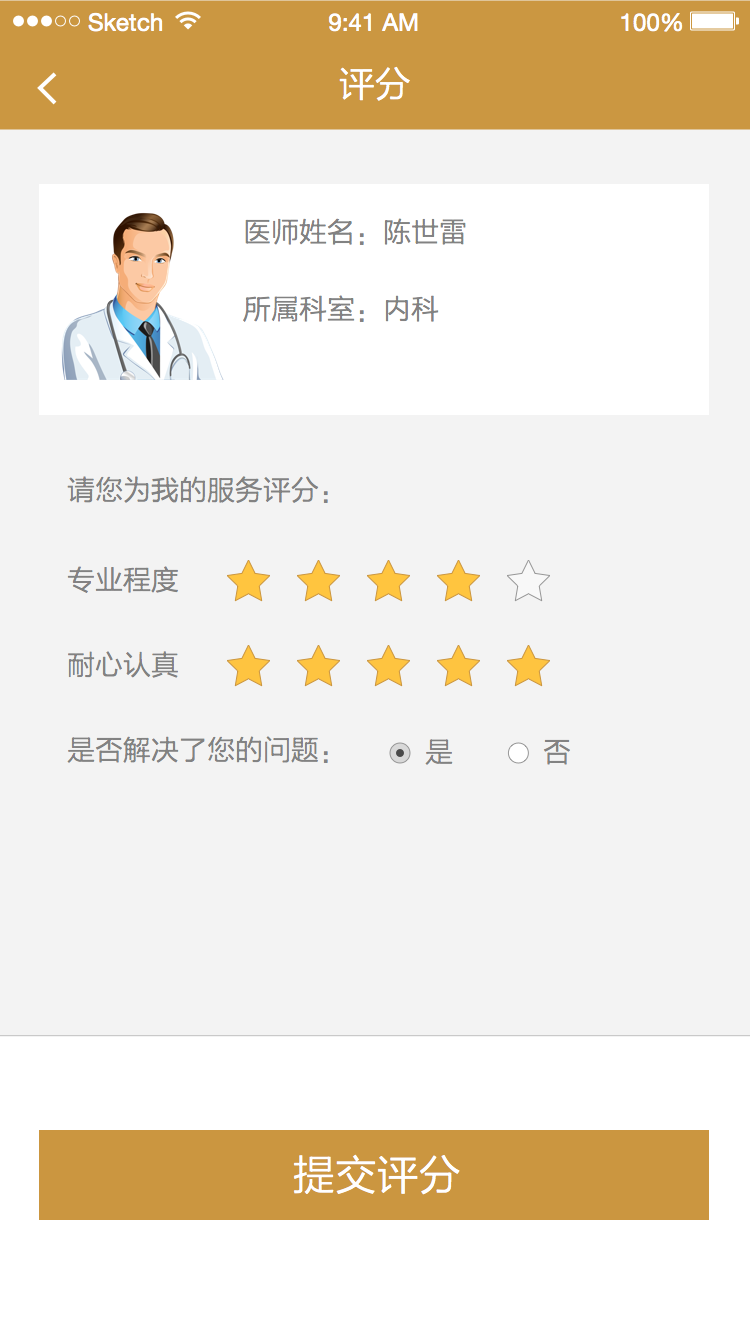 Sketch 9:41 AM 100%
评分
医师姓名：陈世雷
所属科室：内科
请您为我的服务评分：
专业程度
耐心认真
是否解决了您的问题： 是 否
提交评分